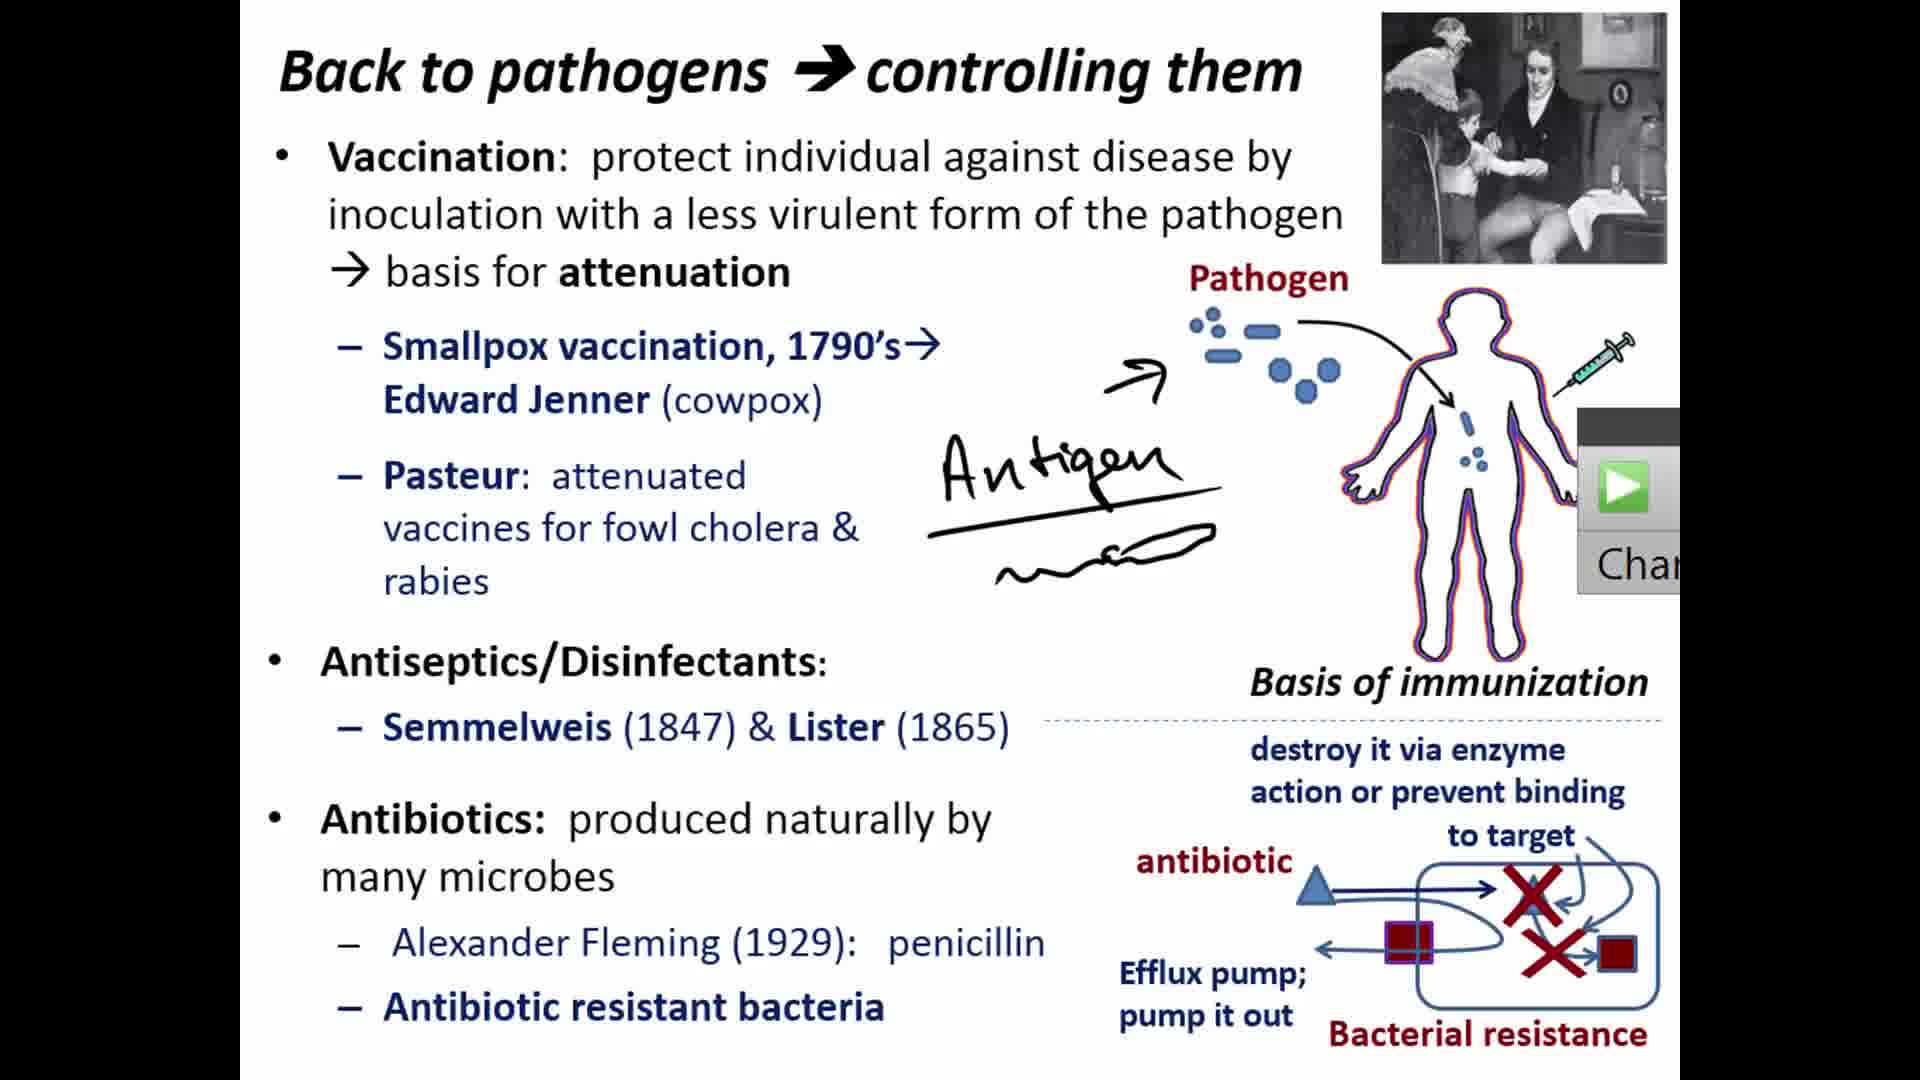 Back to pathogens ➔ controlling them
• Vaccination: protect individual against disease by
inoculation with a less virulent form of the pathogen
→ basis for attenuation
– Smallpox vaccination, 1790’s→
Edward Jenner (cowpox)
– Pasteur: attenuated
vaccines for fowl cholera &
rabies
• Antiseptics/Disinfectants:
– Semmelweis (1847) & Lister (1865)
• Antibiotics: produced naturally by
many microbes
– Alexander Fleming (1929): penicillin
– Antibiotic resistant bacteria
Pathogen
Antigen
Char
Basis of immunization
destroy it via enzyme
action or prevent binding
to target
antibiotic
Efflux pump;
pump it out
Bacterial resistance